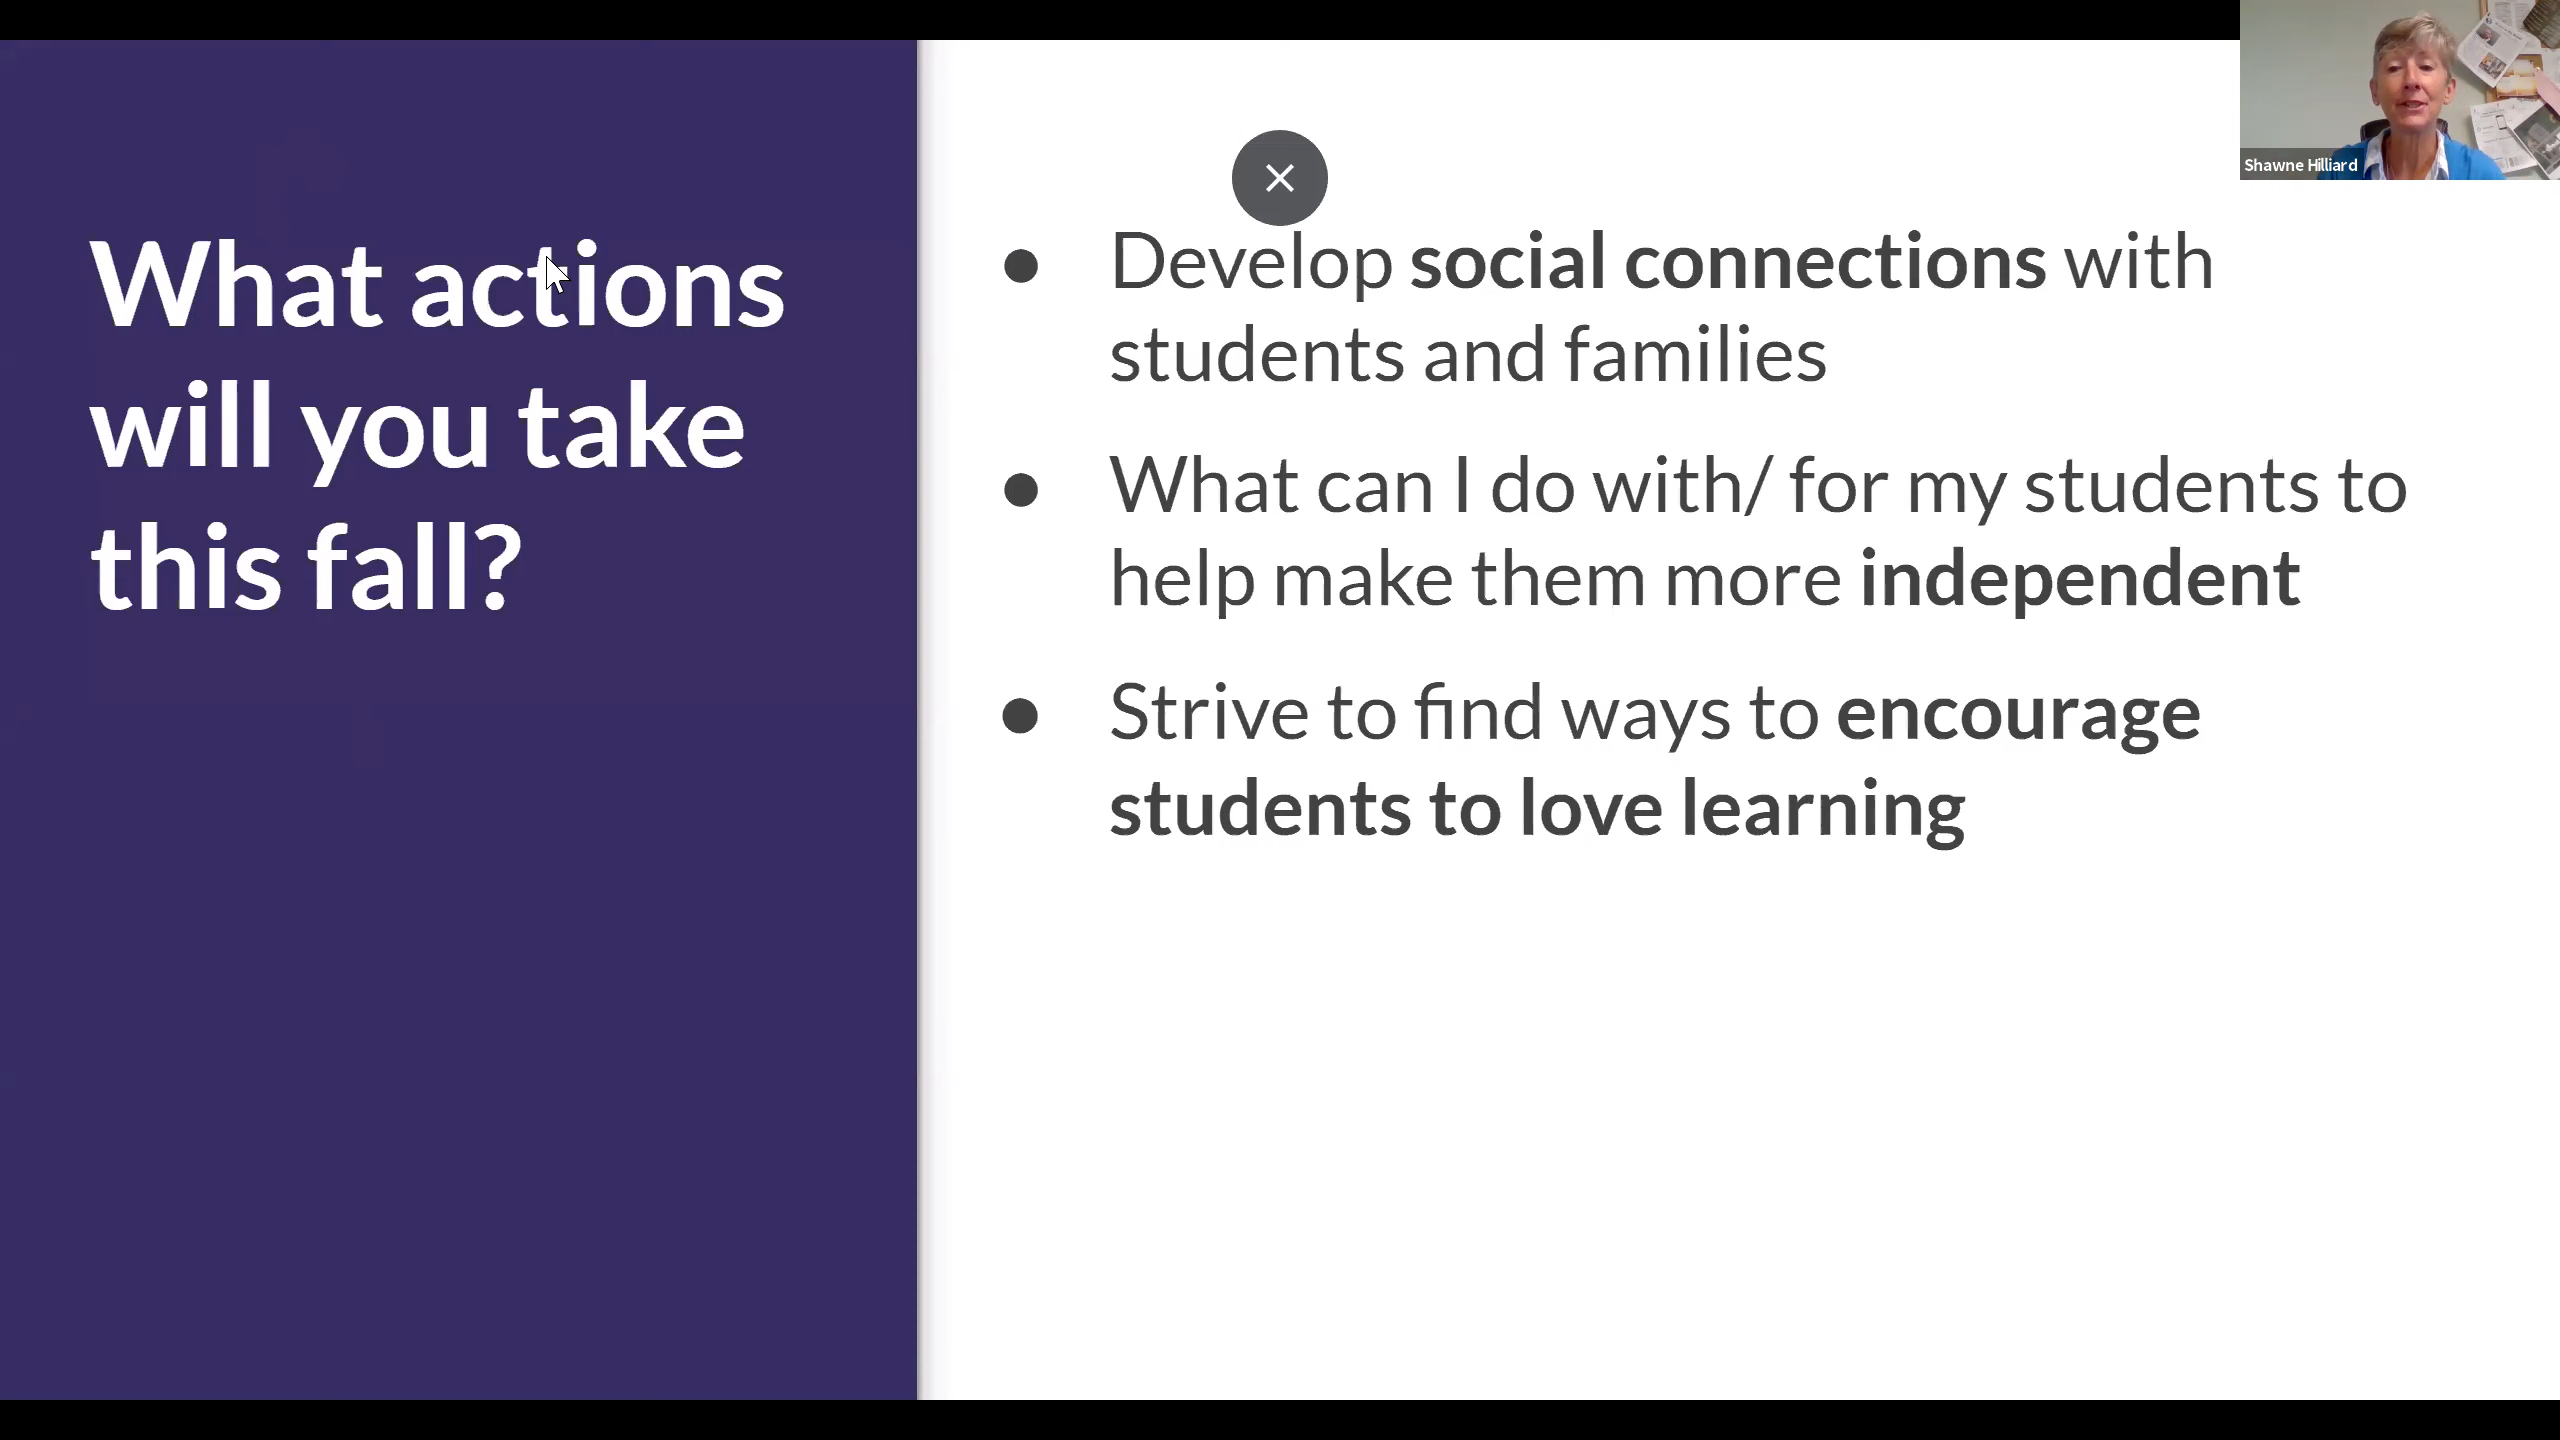 What actions
will you take
this fall?
● Develop social connections with
students and families
● What can I do with/ for my students to
help make them more independent
● Strive to find ways to encourage
students to love learning
Shawne Hilliard